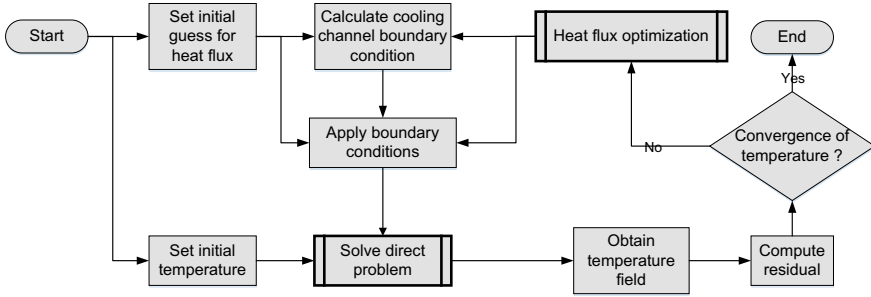 Start
Set initial
guess for
heat flux
Calculate cooling
channel boundary
condition
Heat flux optimization
End
Yes
Apply boundary
conditions
No
Convergence of
temperature ?
Set initial
temperature
Solve direct
problem
Obtain
temperature
field
Compute
residual